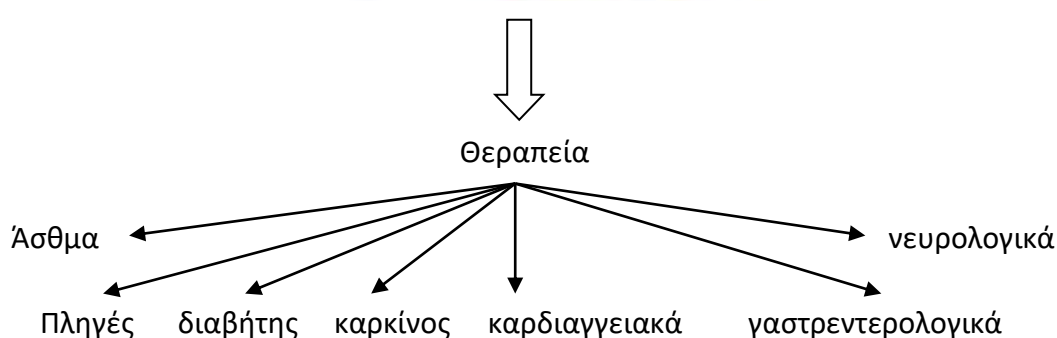 Θεραπεία
Άσθμα νευρολογικά
Πληγές διαβήτης καρκίνος καρδιαγγειακά γαστρεντερολογικά